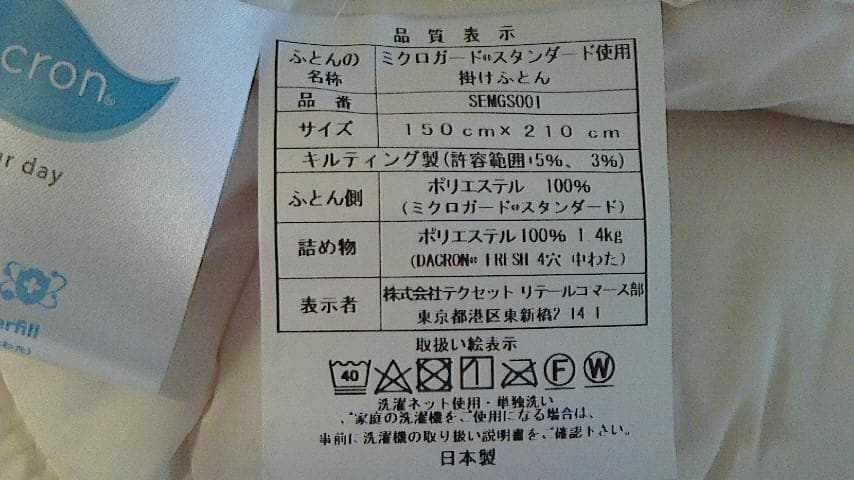 cron®
ur day
erfill
品質表示
ふとんの名称
ミクロガード®スタンダード使用
掛けふとん
品 番
SEMGS001
サイズ
150cm×210cm
キルティング製(許容範囲+5%、 3%)
ふとん側
ポリエステル 100%
(ミクロガード®スタンダード)
詰め物
ポリエステル100% 1 4kg
(DACRON® FRESH 4穴 中わた)
表示者
株式会社テクセット リテールコマース部
東京都港区東新橋2 14 1
取扱い絵表示
40
F
W
洗濯ネット使用・単独洗い
ご家庭の洗濯機をご使用になる場合は、
事前に洗濯機の取り扱い説明書をご確認下さい。
日本製